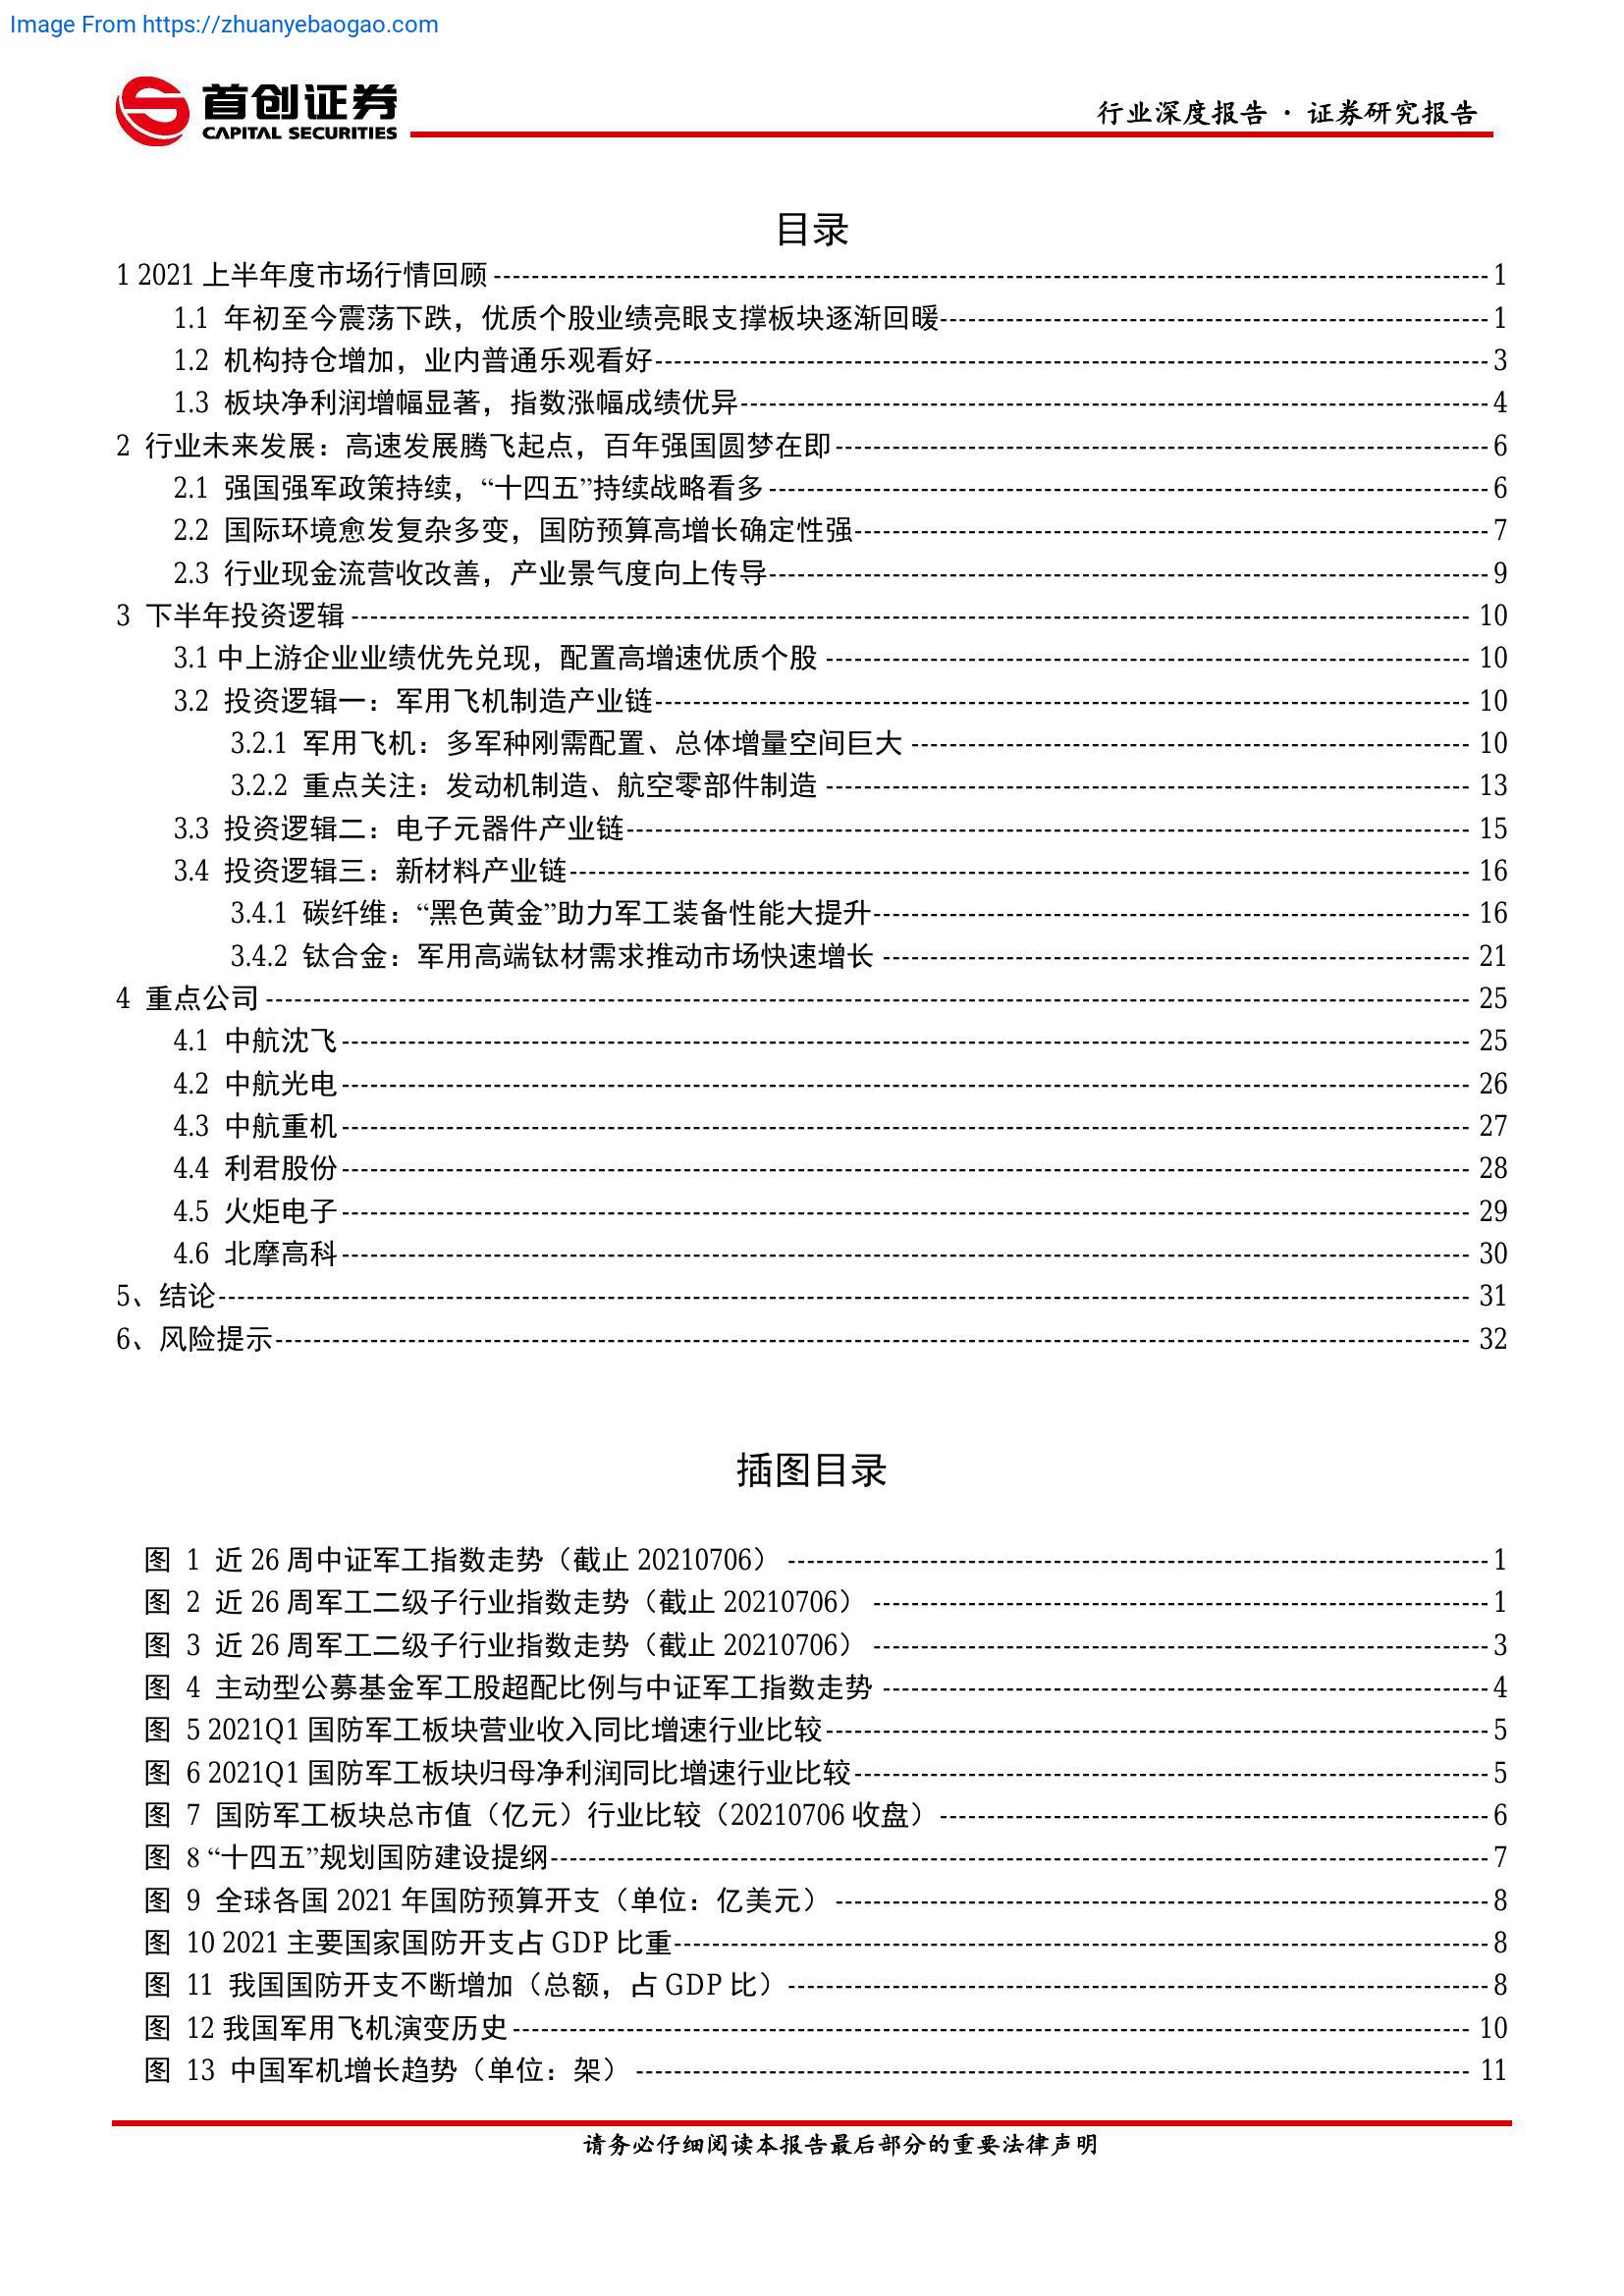 Image From https://zhuanyebaogao.com
首创证券
CAPITAL SECURITIES
行业深度报告 · 证券研究报告
目录
1 2021 上半年度市场行情回顾 1
1.1 年初至今震荡下跌，优质个股业绩亮眼支撑板块逐渐回暖 1
1.2 机构持仓增加，业内普通乐观看好 3
1.3 板块净利润增幅显著，指数涨幅成绩优异 4
2 行业未来发展：高速发展腾飞起点，百年强国圆梦在即 6
2.1 强国强军政策持续，“十四五”持续战略看多 6
2.2 国际环境愈发复杂多变，国防预算高增长确定性强 7
2.3 行业现金流营收改善，产业景气度向上传导 9
3 下半年投资逻辑 10
3.1 中上游企业业绩优先兑现，配置高增速优质个股 10
3.2 投资逻辑一：军用飞机制造产业链 10
3.2.1 军用飞机：多军种刚需配置、总体增量空间巨大 10
3.2.2 重点关注：发动机制造、航空零部件制造 13
3.3 投资逻辑二：电子元器件产业链 15
3.4 投资逻辑三：新材料产业链 16
3.4.1 碳纤维：“黑色黄金”助力军工装备性能大提升 16
3.4.2 钛合金：军用高端钛材需求推动市场快速增长 21
4 重点公司 25
4.1 中航沈飞 25
4.2 中航光电 26
4.3 中航重机 27
4.4 利君股份 28
4.5 火炬电子 29
4.6 北摩高科 30
5、结论 31
6、风险提示 32
插图目录
图 1 近 26 周中证军工指数走势（截止 20210706） 1
图 2 近 26 周军工二级子行业指数走势（截止 20210706） 1
图 3 近 26 周军工二级子行业指数走势（截止 20210706） 3
图 4 主动型公募基金军工股超配比例与中证军工指数走势 4
图 5 2021Q1 国防军工板块营业收入同比增速行业比较 5
图 6 2021Q1 国防军工板块归母净利润同比增速行业比较 5
图 7 国防军工板块总市值（亿元）行业比较（20210706 收盘） 6
图 8 “十四五”规划国防建设提纲 7
图 9 全球各国 2021 年国防预算开支（单位：亿美元） 8
图 10 2021 主要国家国防开支占 GDP 比重 8
图 11 我国国防开支不断增加（总额，占 GDP 比） 8
图 12 我国军用飞机演变历史 10
图 13 中国军机增长趋势（单位：架） 11
请务必仔细阅读本报告最后部分的重要法律声明